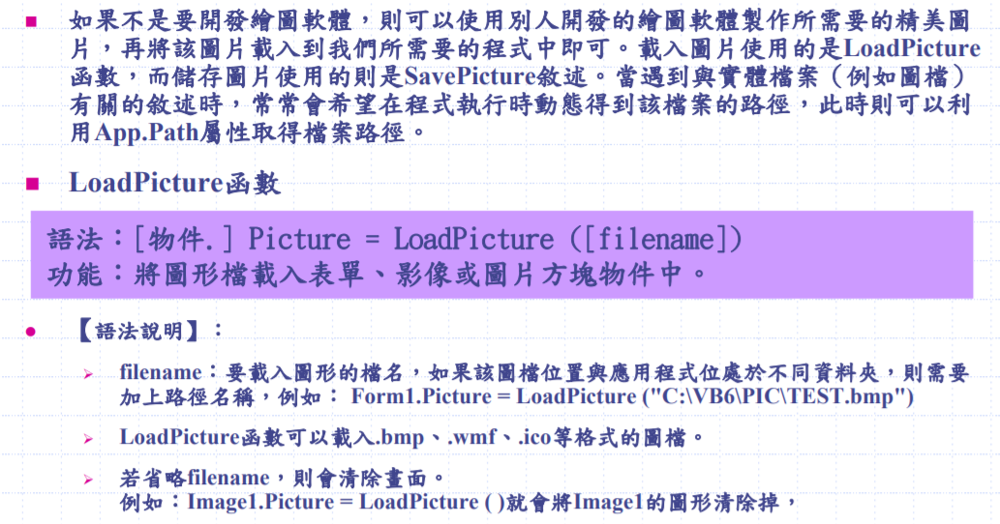 如果不是要開發繪圖軟體，則可以使用別人開發的繪圖軟體製作所需要的精美圖
片，再將該圖片載入到我們所需要的程式中即可。載入圖片使用的是LoadPicture
函數，而儲存圖片使用的則是SavePicture敘述。當遇到與實體檔案（例如圖檔）
有關的敘述時，常常會希望在程式執行時動態得到該檔案的路徑，此時則可以利
用App.Path屬性取得檔案路徑。
LoadPicture函數
語法：[物件.] Picture = LoadPicture ([filename])
功能：將圖形檔載入表單、影像或圖片方塊物件中。
【語法說明】：
filename：要載入圖形的檔名，如果該圖檔位置與應用程式位處於不同資料夾，則需要
加上路徑名稱，例如： Form1.Picture = LoadPicture ("C:\VB6\PIC\TEST.bmp")
LoadPicture函數可以載入.bmp、.wmf、.ico等格式的圖檔。
若省略filename，則會清除畫面。
例如：Image1.Picture = LoadPicture ( )就會將Image1的圖形清除掉，